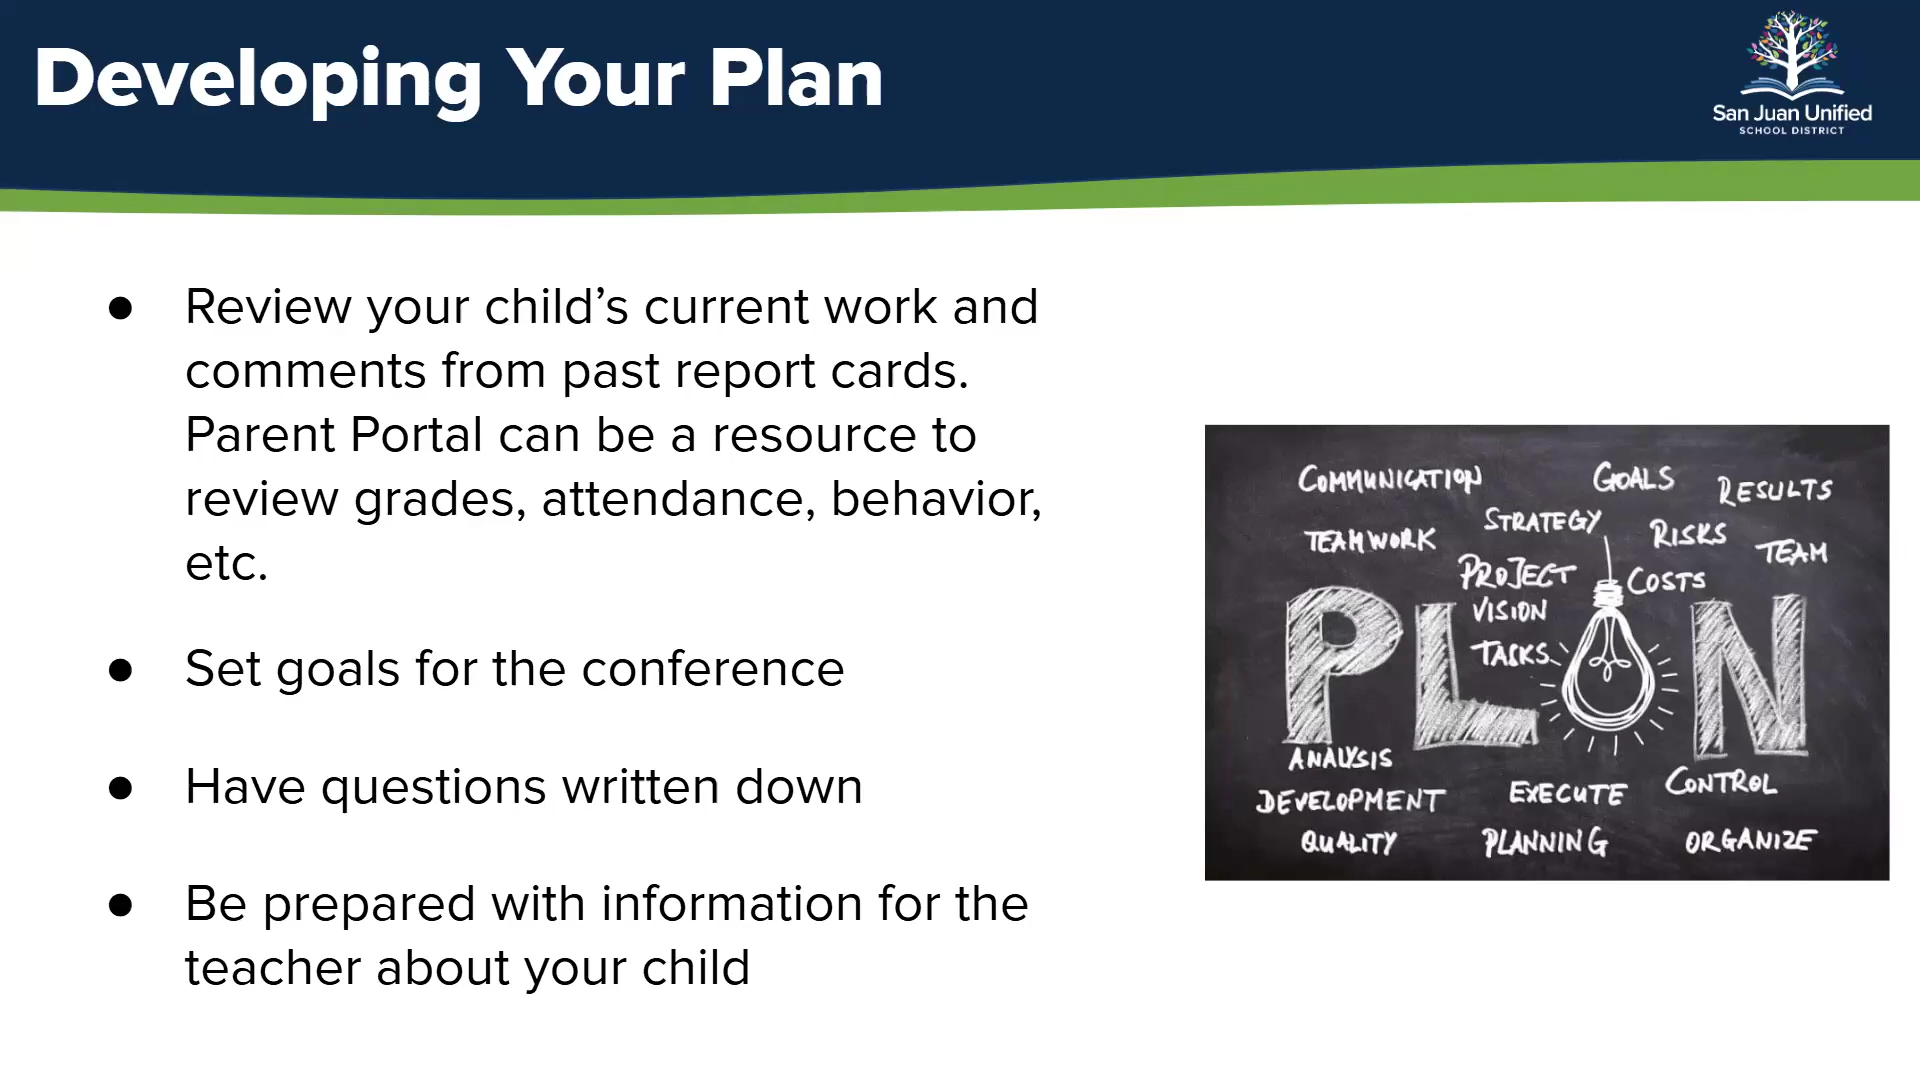 Developing Your Plan
San Juan Unified
SCHOOL DISTRICT
● Review your child’s current work and
comments from past report cards.
Parent Portal can be a resource to
review grades, attendance, behavior,
etc.
● Set goals for the conference
● Have questions written down
● Be prepared with information for the
teacher about your child
COMMUNICATION
GOALS
RESULTS
STRATEGY
TEAMWORK
RISKS
TEAM
PROJECT
COSTS
VISION
TASKS
PLAN
ANALYSIS
DEVELOPMENT
EXECUTE
CONTROL
QUALITY
PLANNING
ORGANIZE